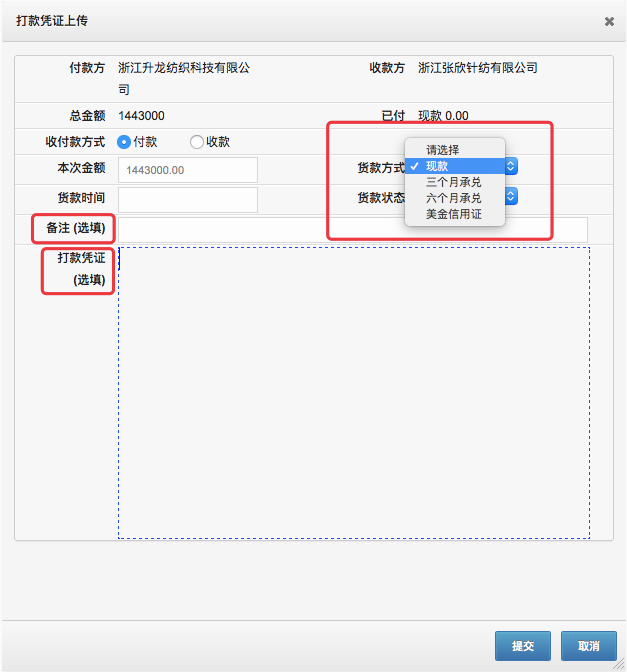 打款凭证上传
付款方 浙江升龙纺织科技有限公
司
收款方 浙江张欣针纺有限公司
总金额 1443000
已付 现款 0.00
收付款方式 付款 收款
本次金额 1443000.00
货款方式
请选择
✓ 现款
三个月承兑
六个月承兑
美金信用证
货款时间
货款状态
备注 (选填)
打款凭证
(选填)
提交 取消